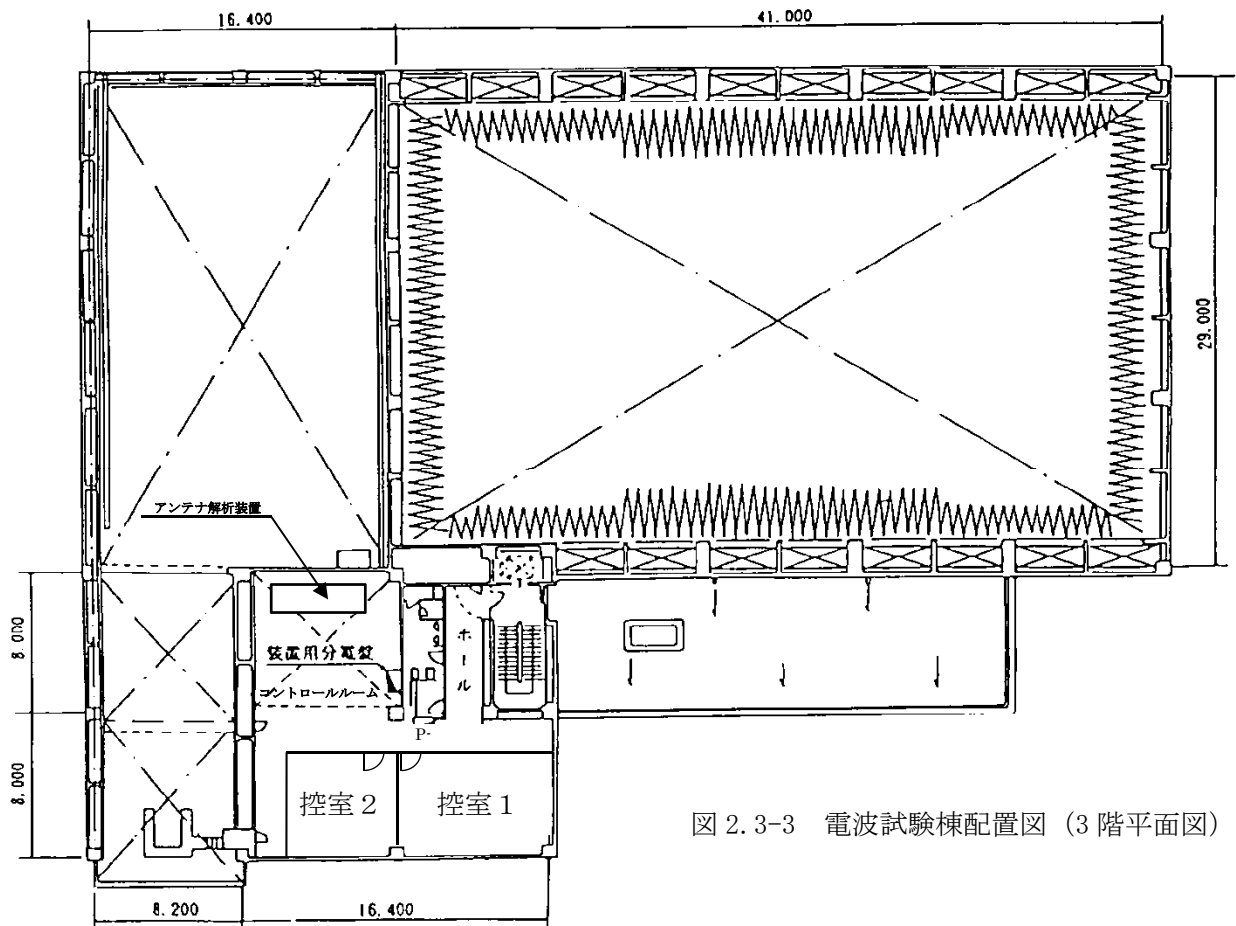 16.400
41.000
29.000
アンテナ解析装置
8.000
装置用分電盤
コントロールルーム
ホール
P-
8.000
控室2
控室1
図 2.3-3 電波試験棟配置図 (3 階平面図)
8.200
16.400